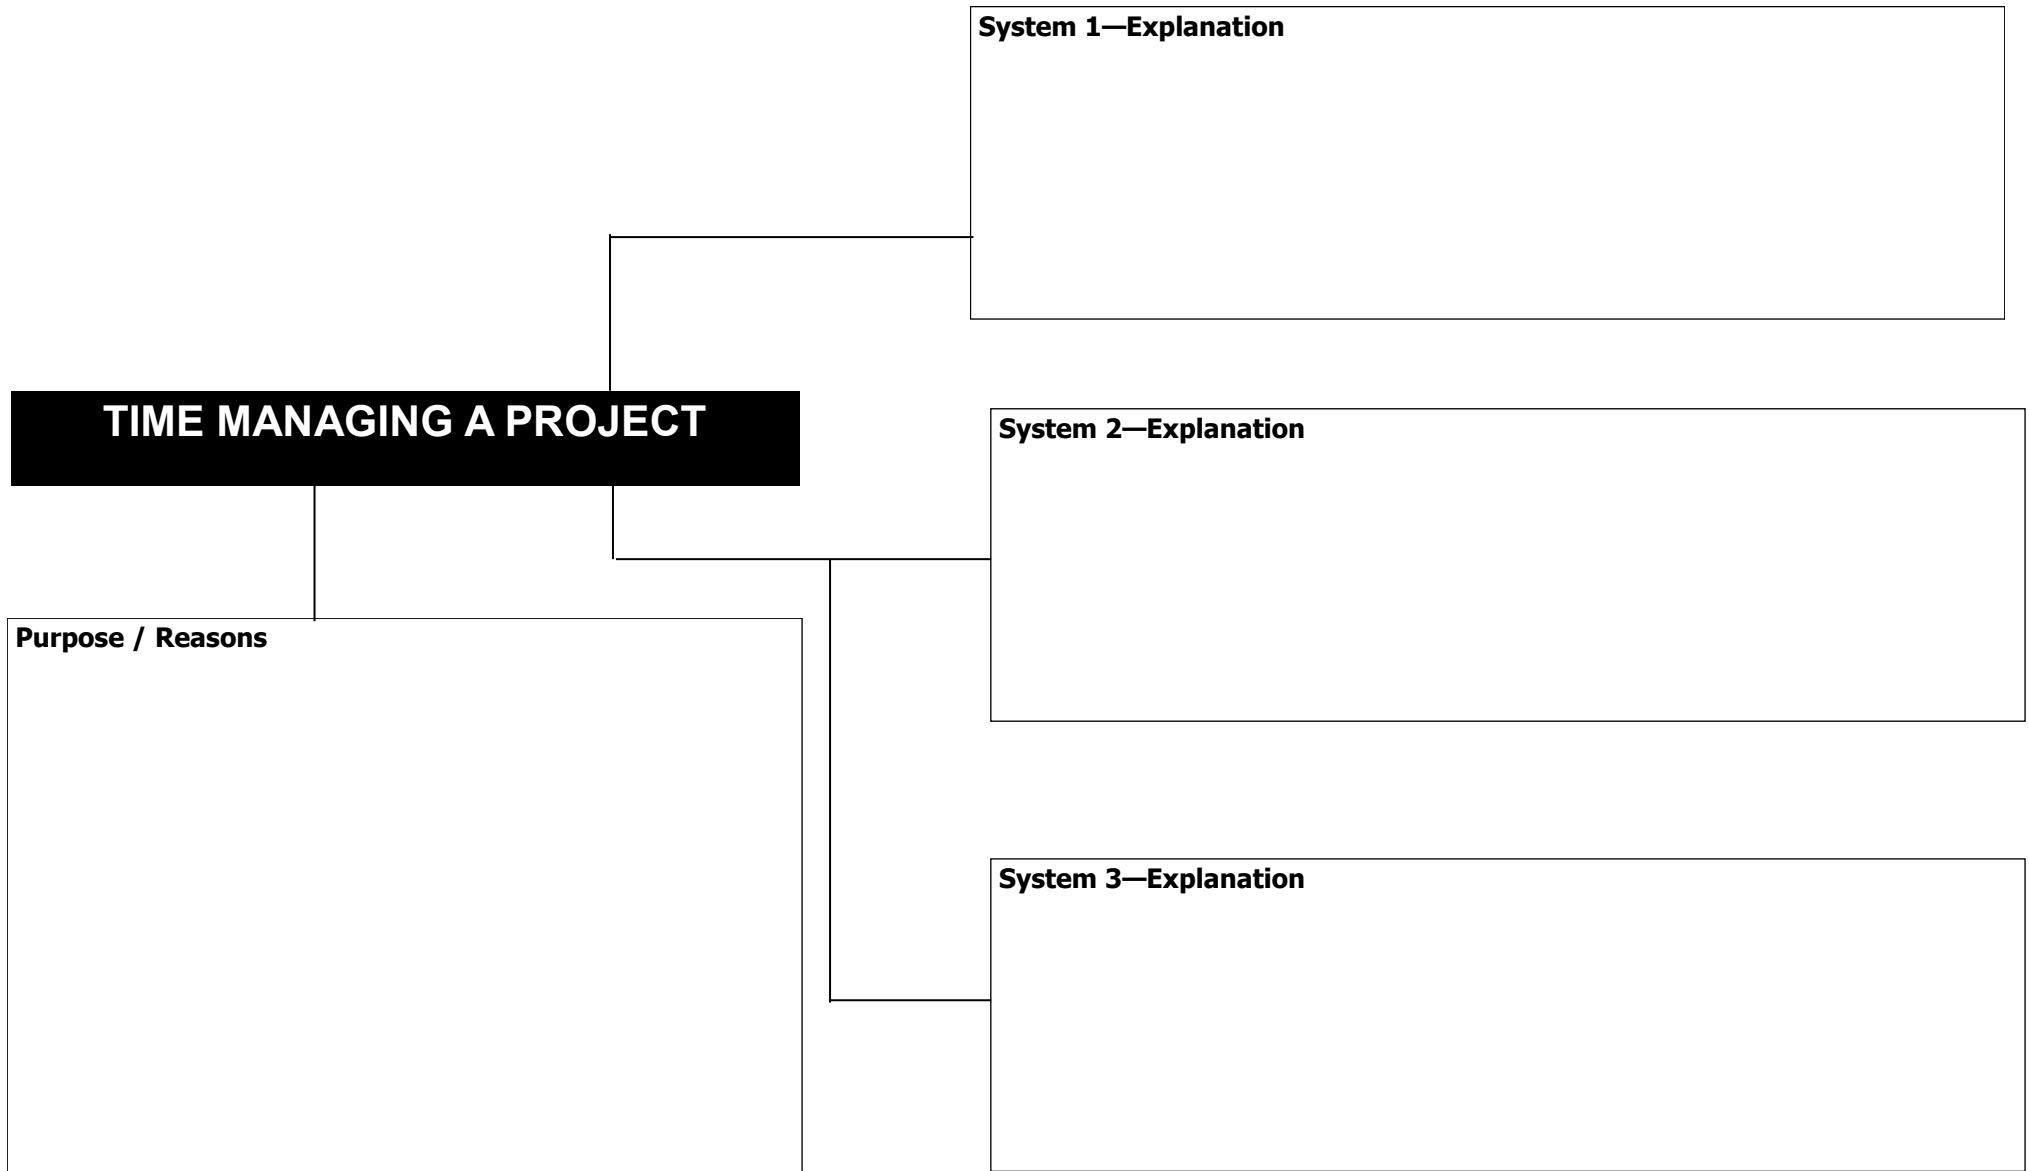 System 1—Explanation
TIME MANAGING A PROJECT
System 2—Explanation
Purpose / Reasons
System 3—Explanation